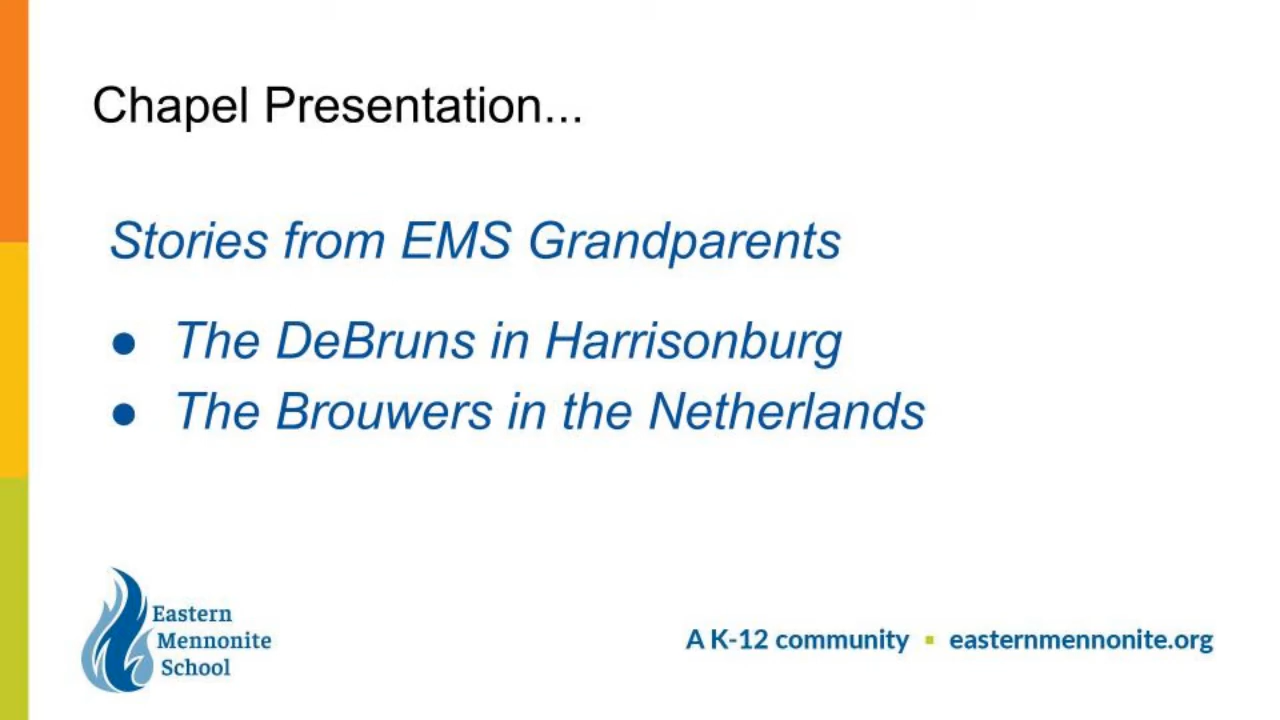 Chapel Presentation...
Stories from EMS Grandparents
● The DeBruns in Harrisonburg
● The Brouwers in the Netherlands
Eastern
Mennonite
School
A K-12 community ▪ easternmennonite.org